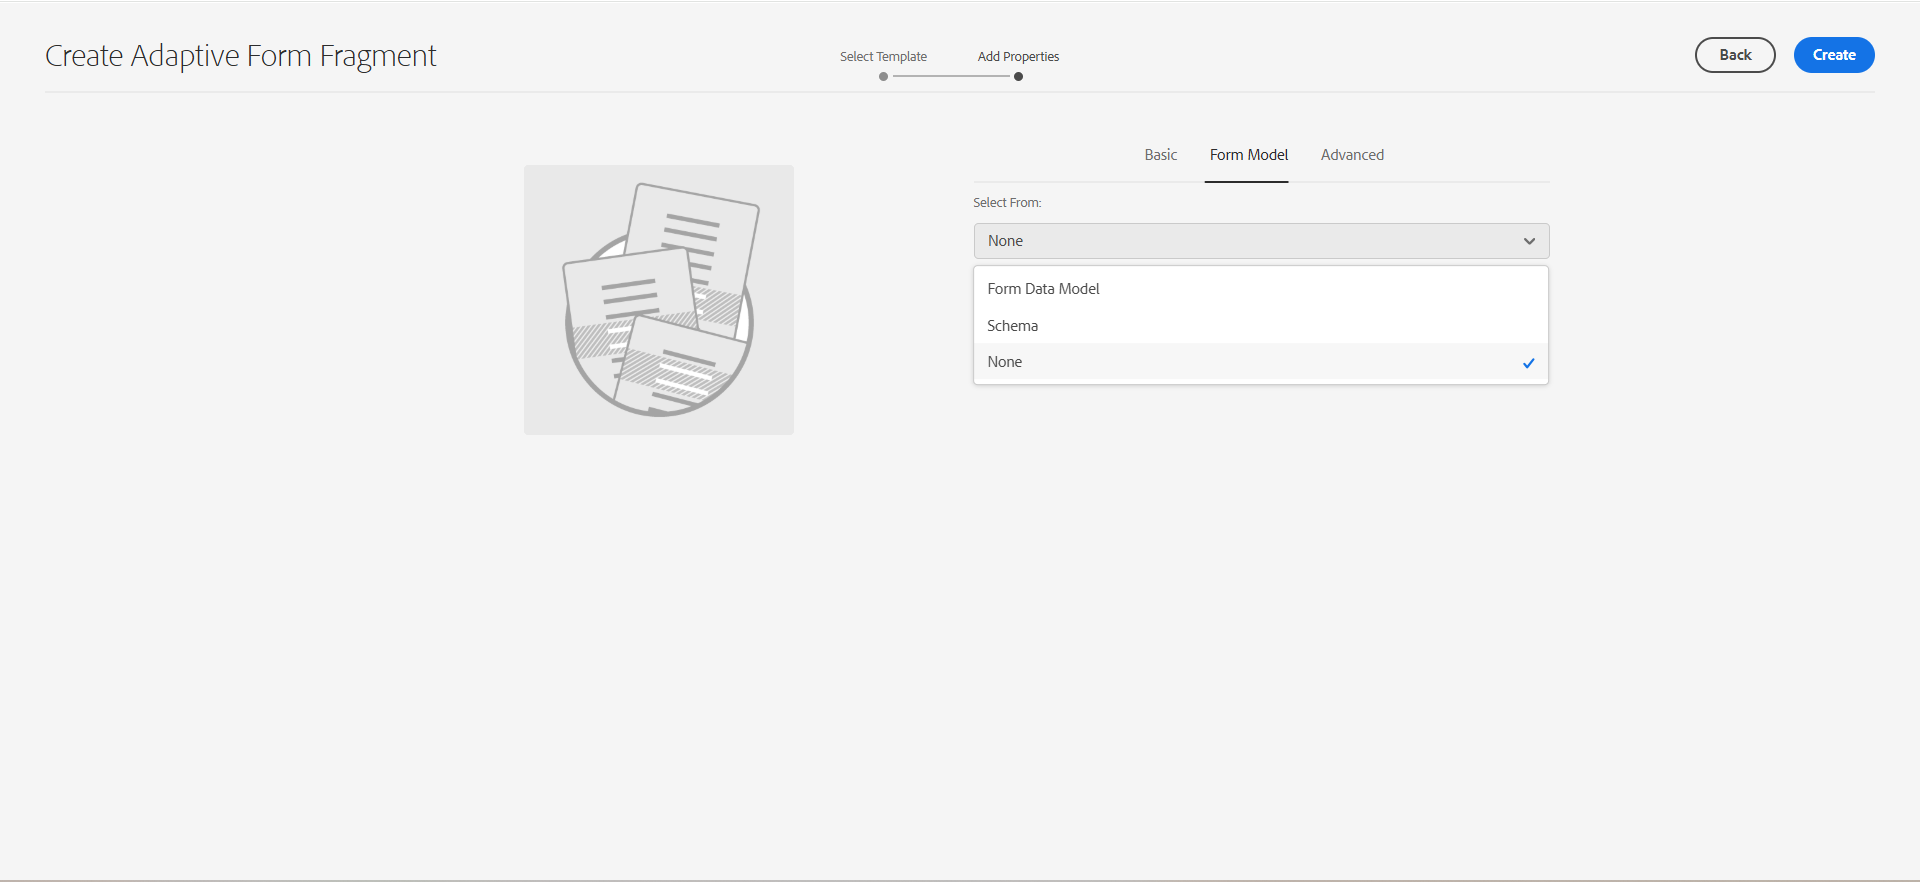 Create Adaptive Form Fragment
Select Template
Add Properties
Back
Create
Basic
Form Model
Advanced
Select From:
None
Form Data Model
Schema
None